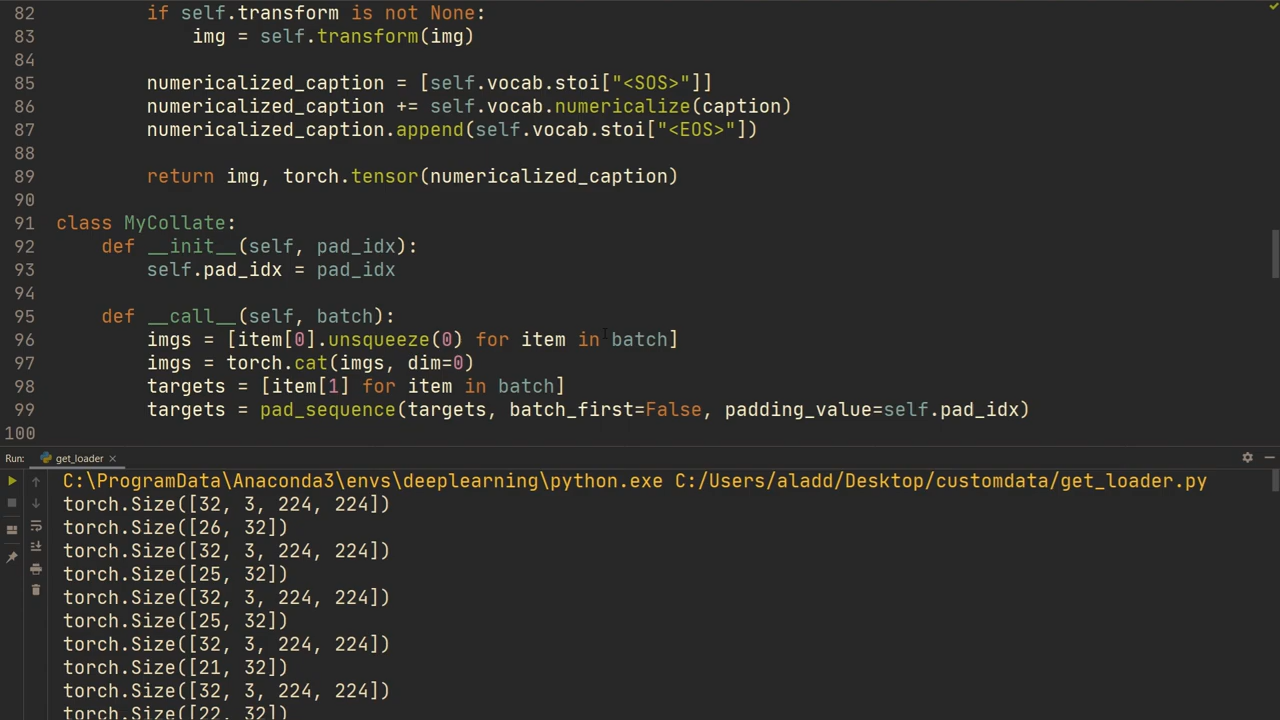 82 if self.transform is not None:
83 img = self.transform(img)
84
85 numericalized_caption = [self.vocab.stoi["<SOS>"]]
86 numericalized_caption += self.vocab.numericalize(caption)
87 numericalized_caption.append(self.vocab.stoi["<EOS>"])
88
89 return img, torch.tensor(numericalized_caption)
90
91 class MyCollate:
92 def __init__(self, pad_idx):
93 self.pad_idx = pad_idx
94
95 def __call__(self, batch):
96 imgs = [item[0].unsqueeze(0) for item in batch]
97 imgs = torch.cat(imgs, dim=0)
98 targets = [item[1] for item in batch]
99 targets = pad_sequence(targets, batch_first=False, padding_value=self.pad_idx)
100
Run: get_loader
C:\ProgramData\Anaconda3\envs\deeplearning\python.exe C:/Users/aladd/Desktop/customdata/get_loader.py
torch.Size([32, 3, 224, 224])
torch.Size([26, 32])
torch.Size([32, 3, 224, 224])
torch.Size([25, 32])
torch.Size([32, 3, 224, 224])
torch.Size([25, 32])
torch.Size([32, 3, 224, 224])
torch.Size([21, 32])
torch.Size([32, 3, 224, 224])
torch.Size([22, 32])